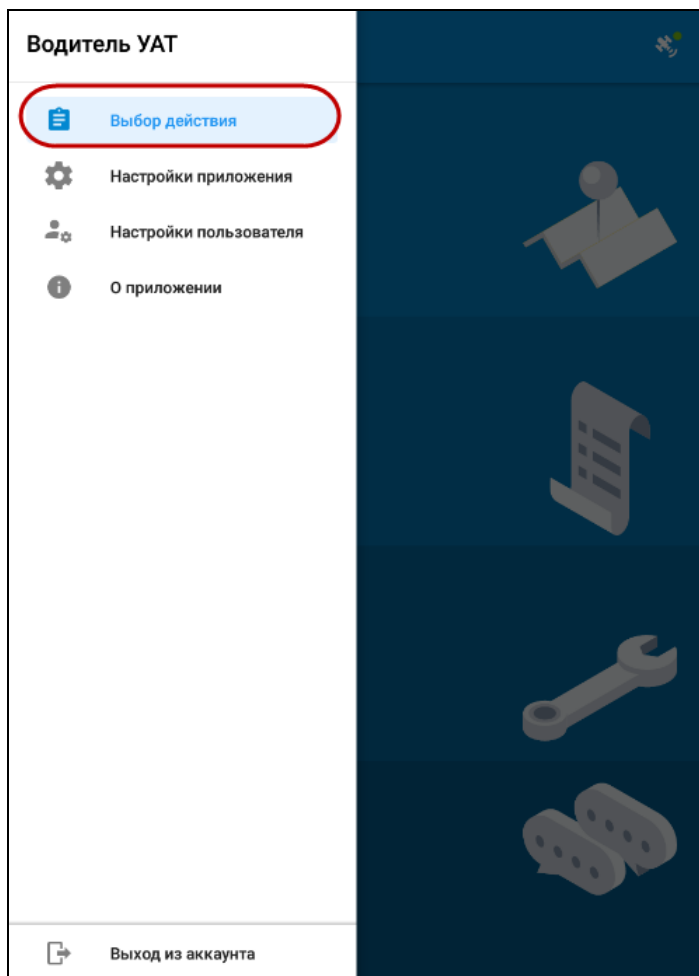 Водитель УАТ
Выбор действия
Настройки приложения
Настройки пользователя
О приложении
Выход из аккаунта